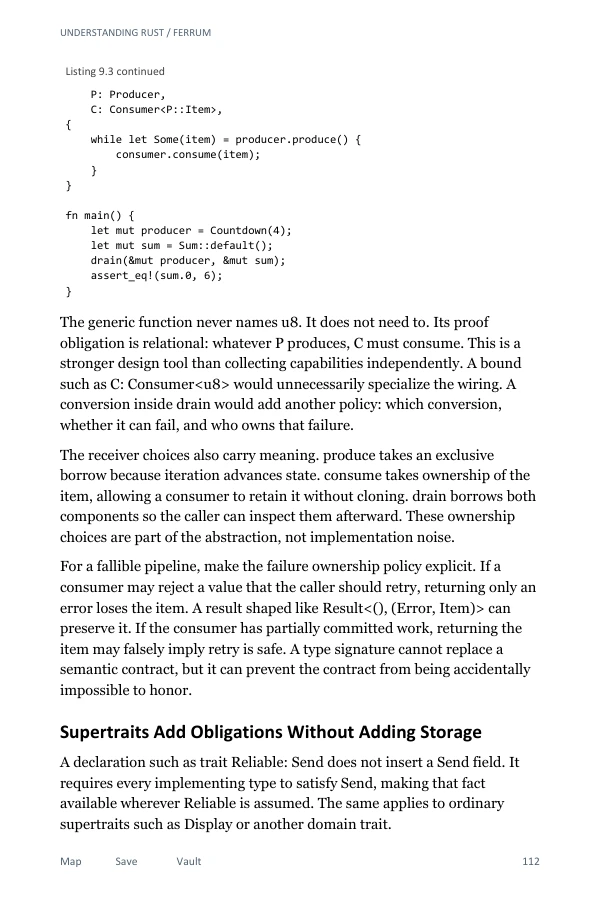 UNDERSTANDING RUST / FERRUM
Listing 9.3 continued
    P: Producer,
    C: Consumer<P::Item>,
{
    while let Some(item) = producer.produce() {
        consumer.consume(item);
    }
}

fn main() {
    let mut producer = Countdown(4);
    let mut sum = Sum::default();
    drain(&mut producer, &mut sum);
    assert_eq!(sum.0, 6);
}
The generic function never names u8. It does not need to. Its proof
obligation is relational: whatever P produces, C must consume. This is a
stronger design tool than collecting capabilities independently. A bound
such as C: Consumer<u8> would unnecessarily specialize the wiring. A
conversion inside drain would add another policy: which conversion,
whether it can fail, and who owns that failure.
The receiver choices also carry meaning. produce takes an exclusive
borrow because iteration advances state. consume takes ownership of the
item, allowing a consumer to retain it without cloning. drain borrows both
components so the caller can inspect them afterward. These ownership
choices are part of the abstraction, not implementation noise.
For a fallible pipeline, make the failure ownership policy explicit. If a
consumer may reject a value that the caller should retry, returning only an
error loses the item. A result shaped like Result<(), (Error, Item)> can
preserve it. If the consumer has partially committed work, returning the
item may falsely imply retry is safe. A type signature cannot replace a
semantic contract, but it can prevent the contract from being accidentally
impossible to honor.
Supertraits Add Obligations Without Adding Storage
A declaration such as trait Reliable: Send does not insert a Send field. It
requires every implementing type to satisfy Send, making that fact
available wherever Reliable is assumed. The same applies to ordinary
supertraits such as Display or another domain trait.
Map Save Vault 112